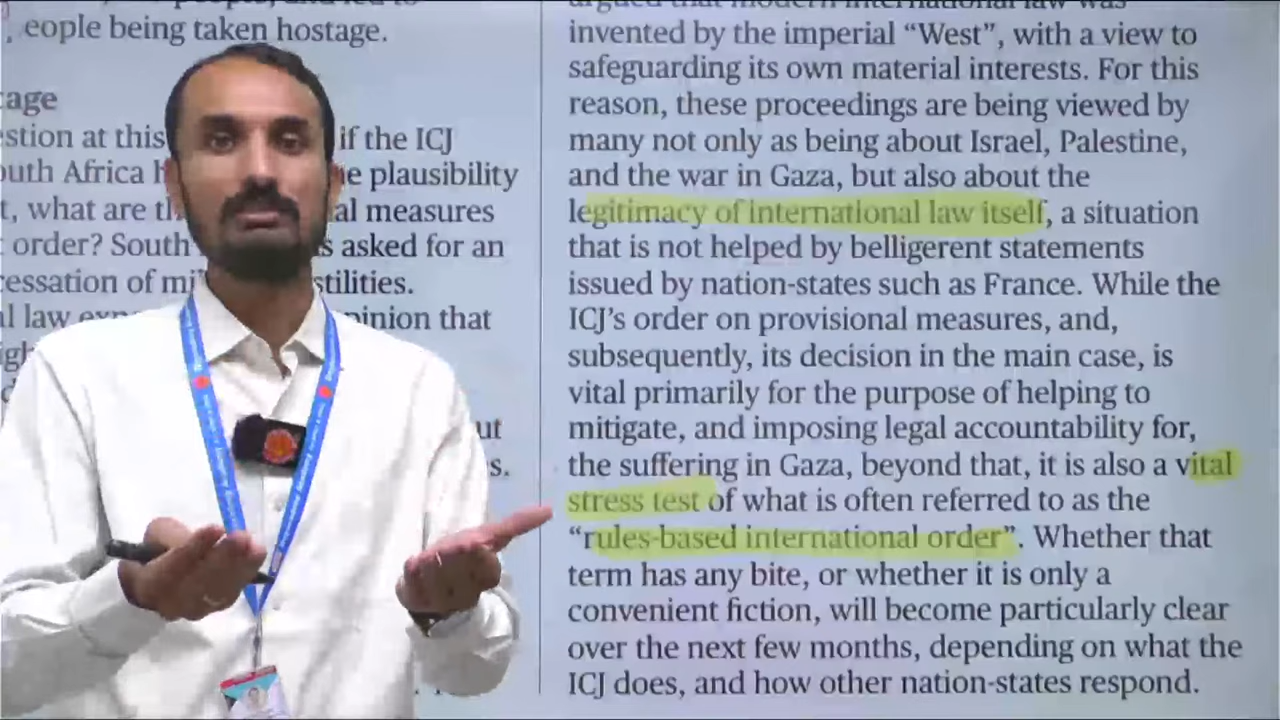 eople being taken hostage.
estion at this if the ICJ
South Africa plausibility
what are measures
order? South asked for an
cessation of stilities.
law pinion that
argued that modern international law was
invented by the imperial “West”, with a view to
safeguarding its own material interests. For this
reason, these proceedings are being viewed by
many not only as being about Israel, Palestine,
and the war in Gaza, but also about the
legitimacy of international law itself, a situation
that is not helped by belligerent statements
issued by nation-states such as France. While the
ICJ’s order on provisional measures, and,
subsequently, its decision in the main case, is
vital primarily for the purpose of helping to
mitigate, and imposing legal accountability for,
the suffering in Gaza, beyond that, it is also a vital
stress test of what is often referred to as the
“rules-based international order”. Whether that
term has any bite, or whether it is only a
convenient fiction, will become particularly clear
over the next few months, depending on what the
ICJ does, and how other nation-states respond.